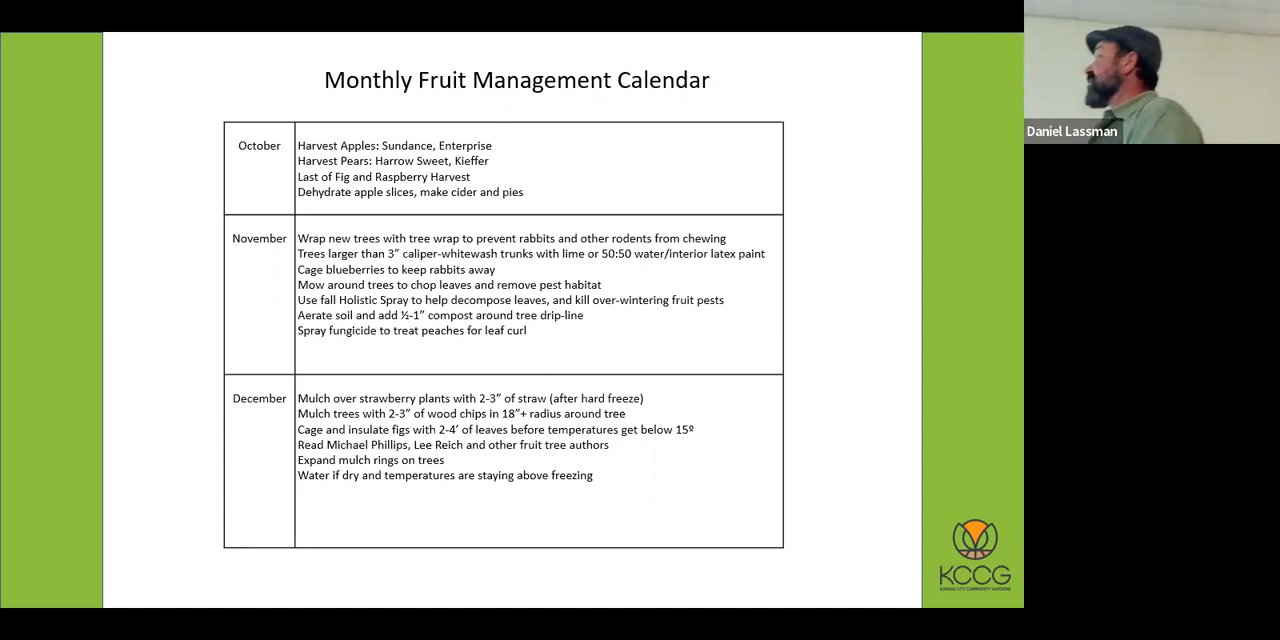 Monthly Fruit Management Calendar
October
Harvest Apples: Sundance, Enterprise
Harvest Pears: Harrow Sweet, Kieffer
Last of Fig and Raspberry Harvest
Dehydrate apple slices, make cider and pies
November
Wrap new trees with tree wrap to prevent rabbits and other rodents from chewing
Trees larger than 3” caliper-whitewash trunks with lime or 50:50 water/interior latex paint
Cage blueberries to keep rabbits away
Mow around trees to chop leaves and remove pest habitat
Use fall Holistic Spray to help decompose leaves, and kill over-wintering fruit pests
Aerate soil and add ½-1” compost around tree drip-line
Spray fungicide to treat peaches for leaf curl
December
Mulch over strawberry plants with 2-3” of straw (after hard freeze)
Mulch trees with 2-3” of wood chips in 18”+ radius around tree
Cage and insulate figs with 2-4’ of leaves before temperatures get below 15º
Read Michael Phillips, Lee Reich and other fruit tree authors
Expand mulch rings on trees
Water if dry and temperatures are staying above freezing
Daniel Lassman
KCCG
KANSAS CITY COMMUNITY GARDENS